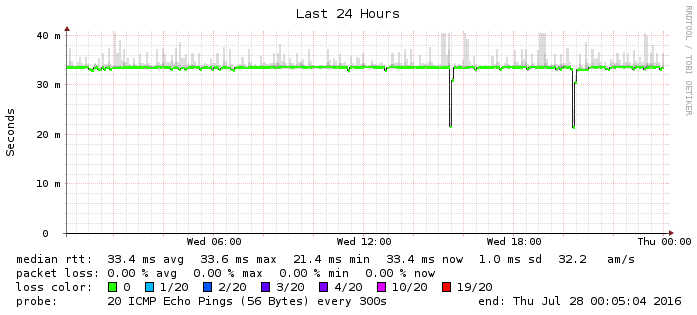 Last 24 Hours
RRDTOOL / TOBI OETIKER
Seconds
40 m
30 m
20 m
10 m
0
Wed 06:00 Wed 12:00 Wed 18:00 Thu 00:00
median rtt: 33.4 ms avg 33.6 ms max 21.4 ms min 33.4 ms now 1.0 ms sd 32.2 am/s
packet loss: 0.00 % avg 0.00 % max 0.00 % min 0.00 % now
loss color: 0 1/20 2/20 3/20 4/20 10/20 19/20
probe: 20 ICMP Echo Pings (56 Bytes) every 300s end: Thu Jul 28 00:05:04 2016